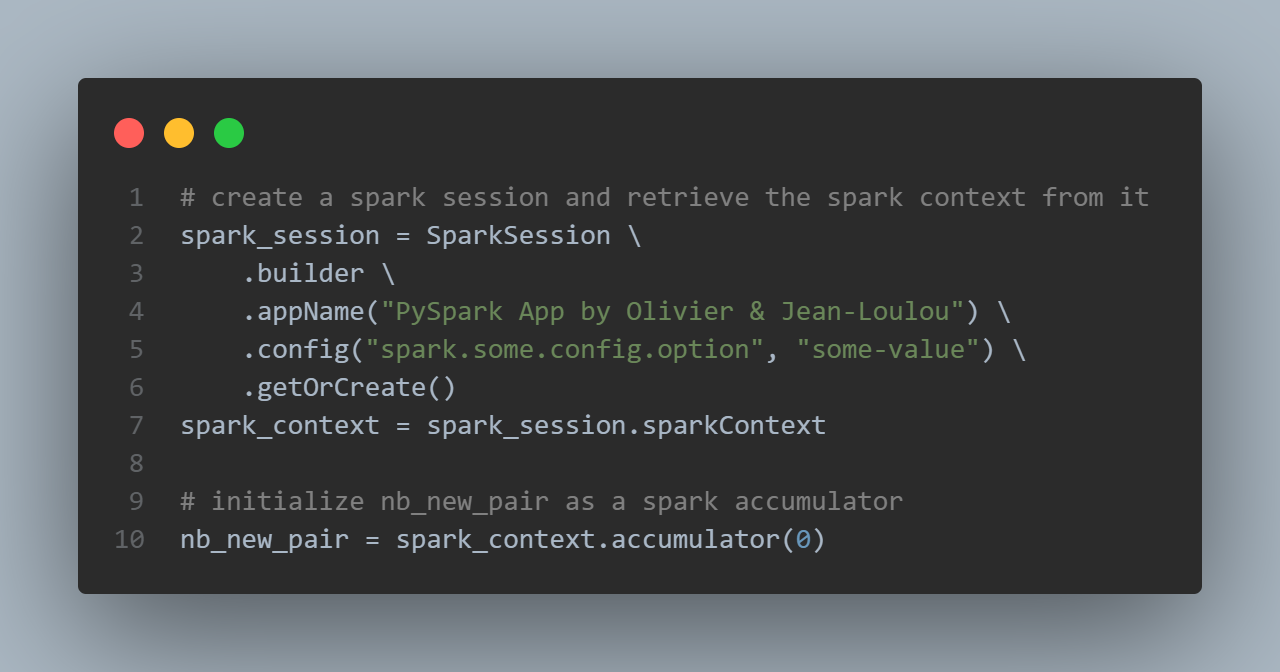 1 # create a spark session and retrieve the spark context from it
2 spark_session = SparkSession \
3     .builder \
4     .appName("PySpark App by Olivier & Jean-Loulou") \
5     .config("spark.some.config.option", "some-value") \
6     .getOrCreate()
7 spark_context = spark_session.sparkContext
8
9 # initialize nb_new_pair as a spark accumulator
10 nb_new_pair = spark_context.accumulator(0)